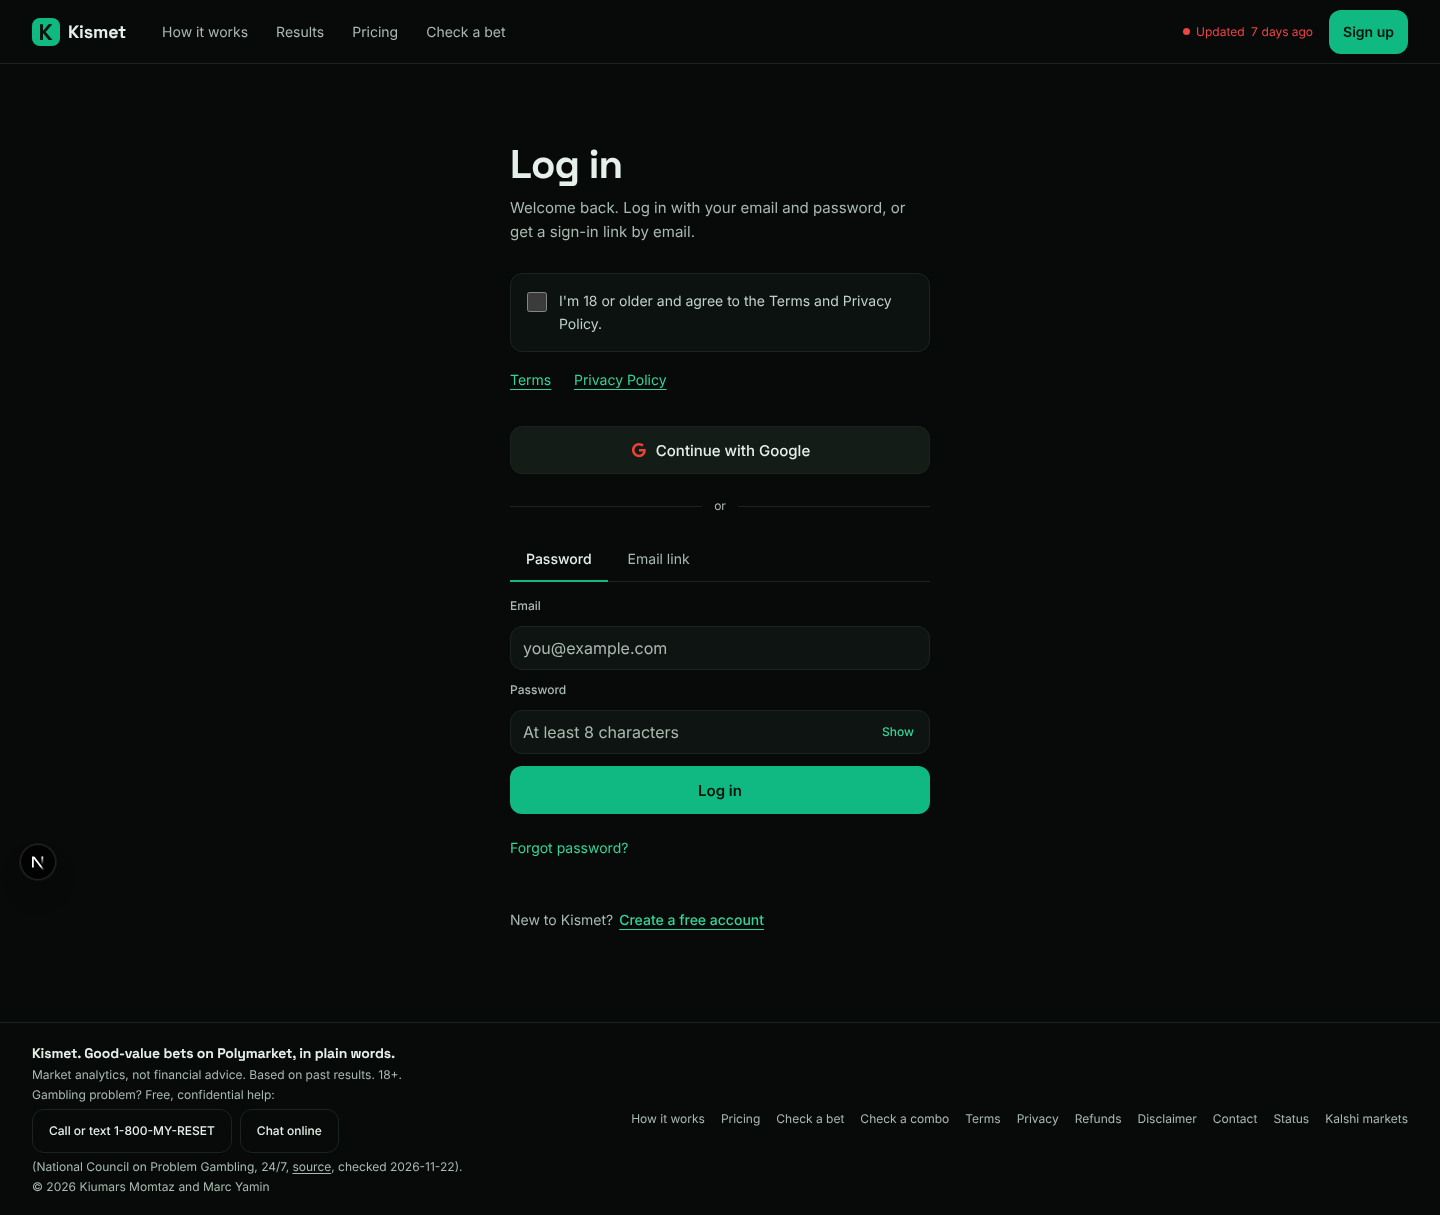 Kismet
How it works
Results
Pricing
Check a bet
Updated 7 days ago
Sign up
Log in
Welcome back. Log in with your email and password, or
get a sign-in link by email.
I'm 18 or older and agree to the Terms and Privacy
Policy.
Terms
Privacy Policy
Continue with Google
or
Password
Email link
Email
you@example.com
Password
At least 8 characters
Show
Log in
Forgot password?
New to Kismet? Create a free account
Kismet. Good-value bets on Polymarket, in plain words.
Market analytics, not financial advice. Based on past results. 18+.
Gambling problem? Free, confidential help:
Call or text 1-800-MY-RESET
Chat online
(National Council on Problem Gambling, 24/7, source, checked 2026-11-22).
© 2026 Kiumars Momtaz and Marc Yamin
How it works
Pricing
Check a bet
Check a combo
Terms
Privacy
Refunds
Disclaimer
Contact
Status
Kalshi markets